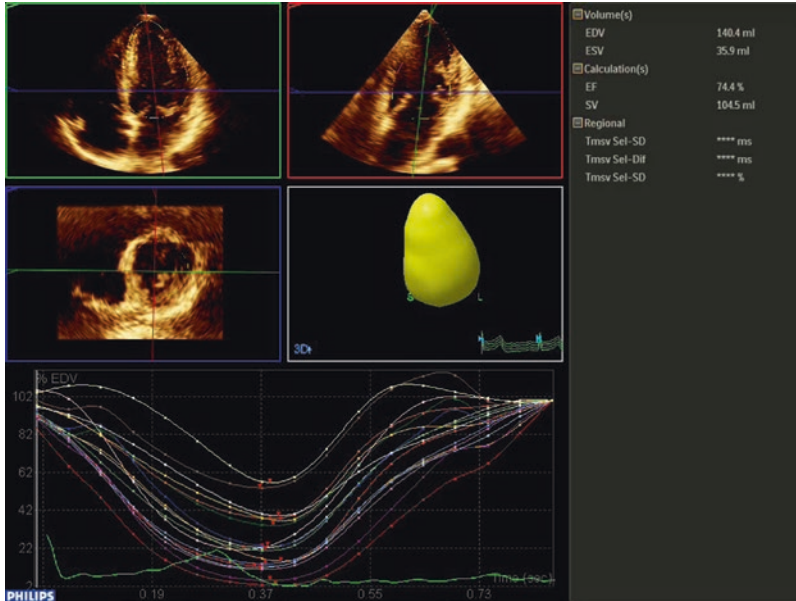 Volume(s)
EDV 140.4 ml
ESV 35.9 ml
Calculation(s)
EF 74.4 %
SV 104.5 ml
Regional
Tmsv Sel-SD **** ms
Tmsv Sel-Dif **** ms
Tmsv Sel-SD **** %
S L
3D
% EDV
102
82
62
42
22
2
Time (sec)
0.19 0.37 0.55 0.73
PHILIPS